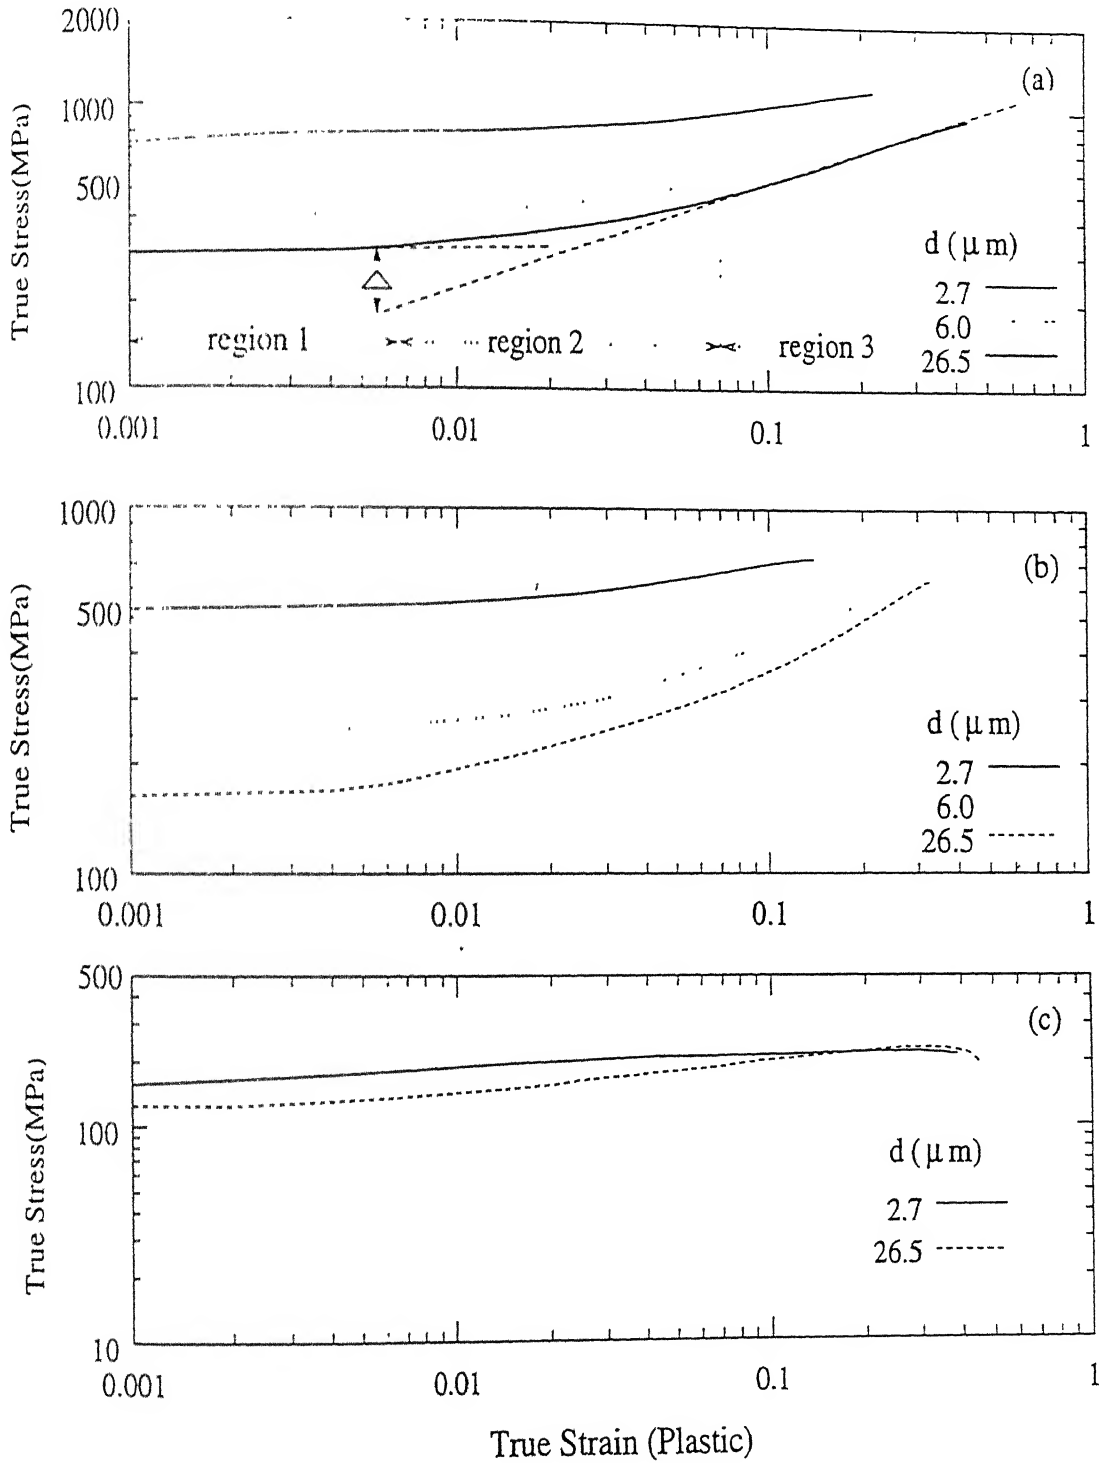 2000
1000
500
100
True Stress(MPa)
(a)
d (μm)
2.7
6.0
26.5
△
region 1
region 2
region 3
0.001
0.01
0.1
1
1000
500
100
True Stress(MPa)
(b)
d (μm)
2.7
6.0
26.5
0.001
0.01
0.1
1
500
100
10
True Stress(MPa)
(c)
d (μm)
2.7
26.5
0.001
0.01
0.1
1
True Strain (Plastic)